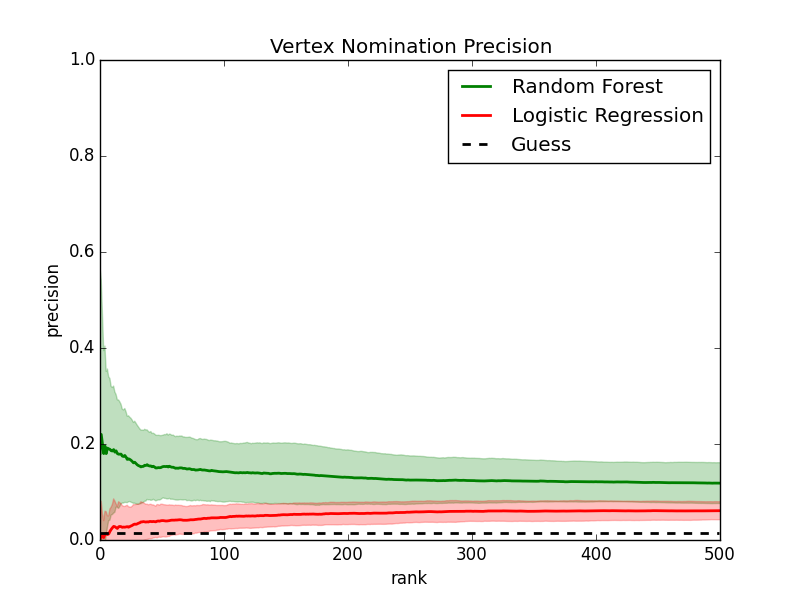 Vertex Nomination Precision
1.0
0.8
0.6
0.4
0.2
0.0
precision
Random Forest
Logistic Regression
Guess
0
100
200
300
400
500
rank